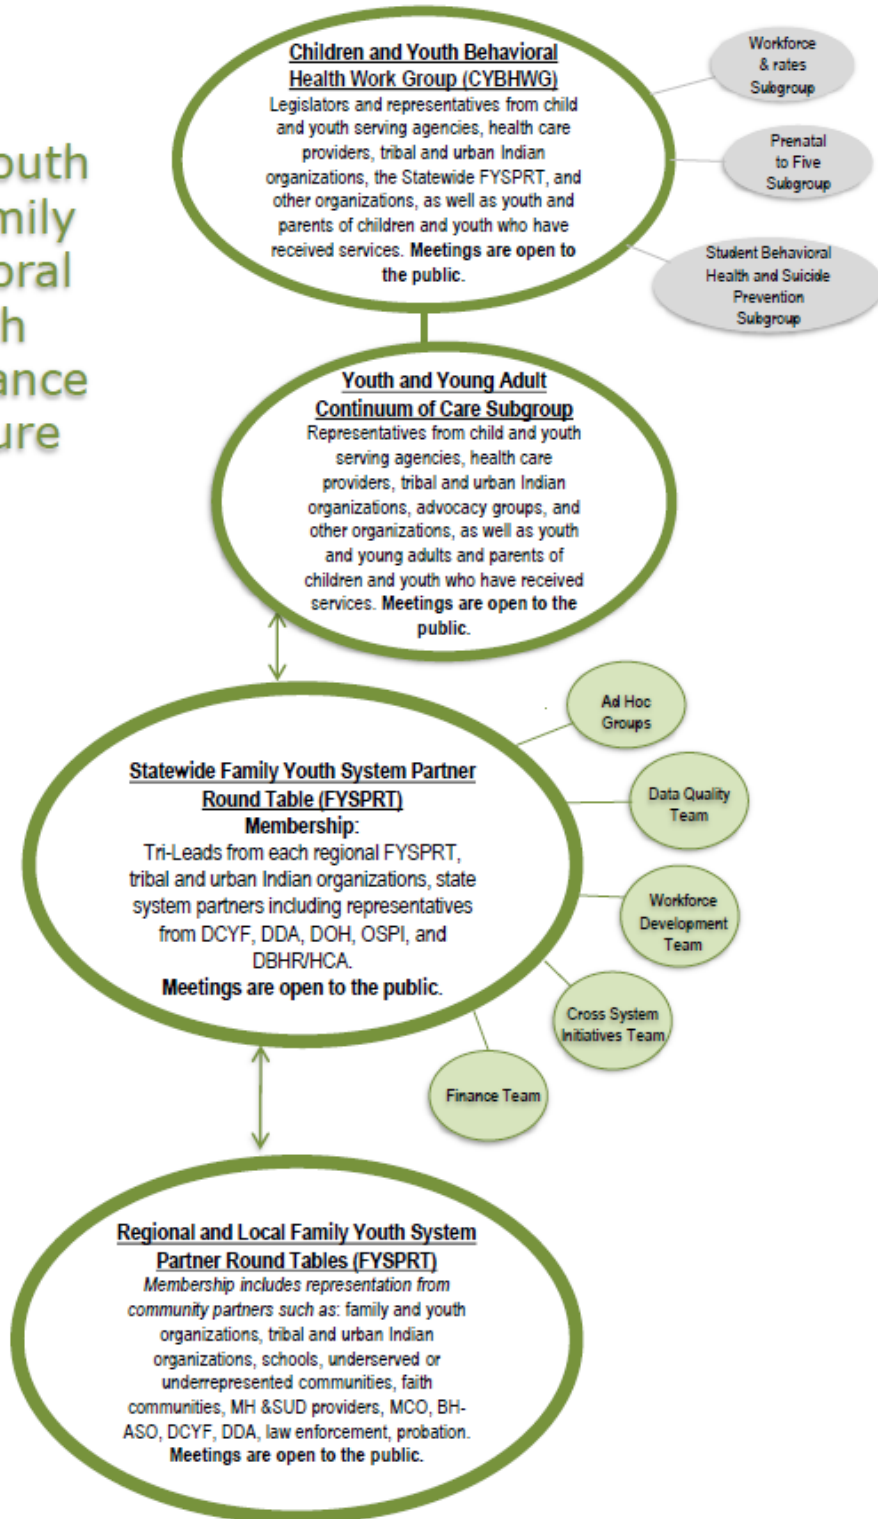 Children and Youth Behavioral
Health Work Group (CYBHWG)
Legislators and representatives from child
and youth serving agencies, health care
providers, tribal and urban Indian
organizations, the Statewide FYSPRT, and
other organizations, as well as youth and
parents of children and youth who have
received services. Meetings are open to
the public.
Workforce
& rates
Subgroup
Prenatal
to Five
Subgroup
Student Behavioral
Health and Suicide
Prevention
Subgroup
outh
mily
oral
h
ance
ure
Youth and Young Adult
Continuum of Care Subgroup
Representatives from child and youth
serving agencies, health care
providers, tribal and urban Indian
organizations, advocacy groups, and
other organizations, as well as youth
and young adults and parents of
children and youth who have received
services. Meetings are open to the
public.
Statewide Family Youth System Partner
Round Table (FYSPRT)
Membership:
Tri-Leads from each regional FYSPRT,
tribal and urban Indian organizations, state
system partners including representatives
from DCYF, DDA, DOH, OSPI, and
DBHR/HCA.
Meetings are open to the public.
Ad Hoc
Groups
Data Quality
Team
Workforce
Development
Team
Cross System
Initiatives Team
Finance Team
Regional and Local Family Youth System
Partner Round Tables (FYSPRT)
Membership includes representation from
community partners such as: family and youth
organizations, tribal and urban Indian
organizations, schools, underserved or
underrepresented communities, faith
communities, MH &SUD providers, MCO, BH-
ASO, DCYF, DDA, law enforcement, probation.
Meetings are open to the public.